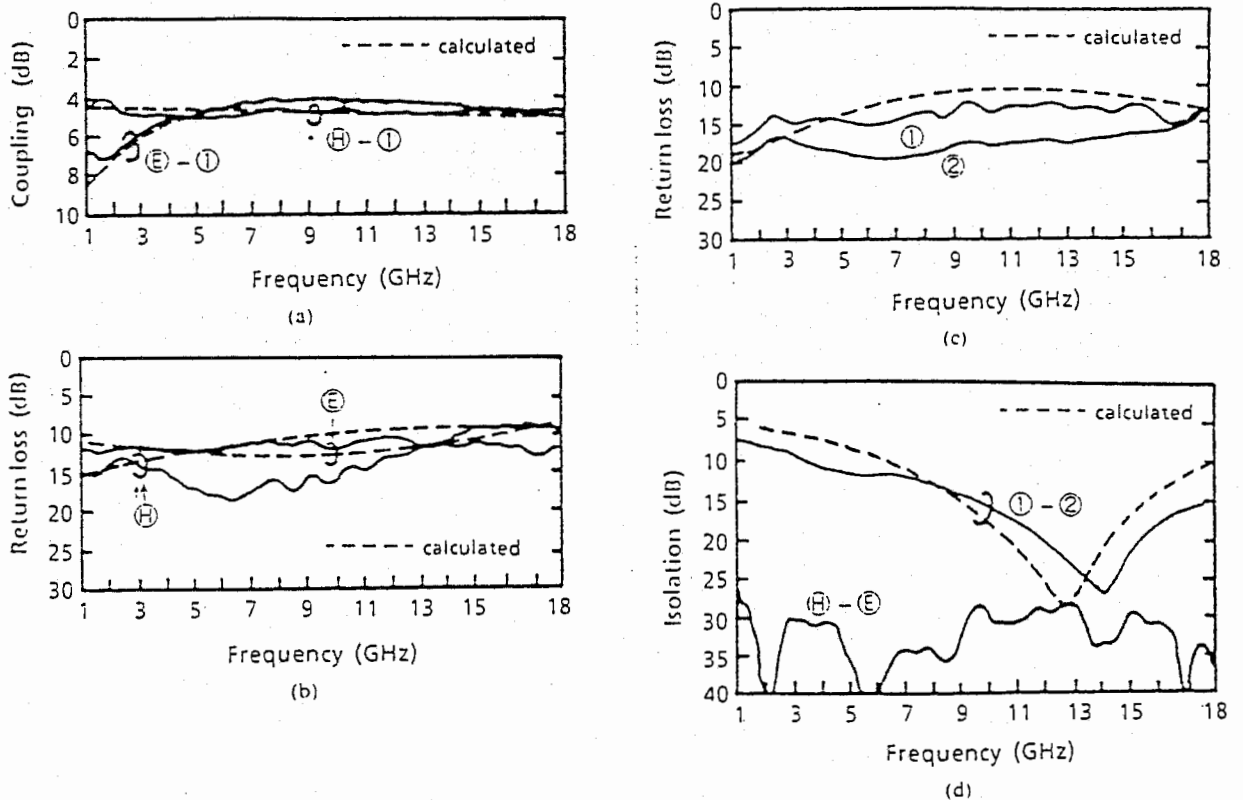 Coupling (dB)
0
2
4
6
8
10
calculated
Ⓔ – ①
Ⓗ – ①
1 3 5 7 9 11 13 15 18
Frequency (GHz)
(a)
Return loss (dB)
0
5
10
15
20
25
30
Ⓔ
Ⓗ
calculated
1 3 5 7 9 11 13 15 18
Frequency (GHz)
(b)
Return loss (dB)
0
5
10
15
20
25
30
calculated
①
②
1 3 5 7 9 11 13 15 18
Frequency (GHz)
(c)
Isolation (dB)
0
5
10
15
20
25
30
35
40
calculated
① – ②
Ⓗ – Ⓔ
1 3 5 7 9 11 13 15 18
Frequency (GHz)
(d)